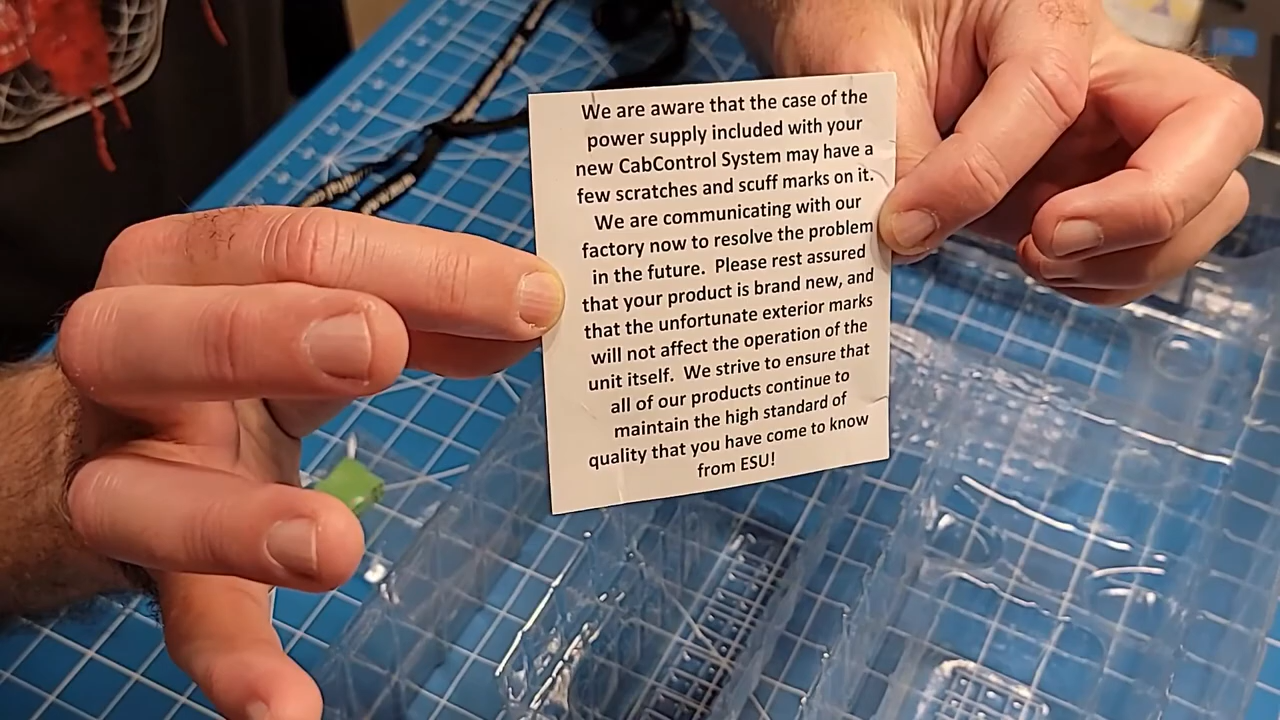 We are aware that the case of the
power supply included with your
new CabControl System may have a
few scratches and scuff marks on it.
We are communicating with our
factory now to resolve the problem
in the future.  Please rest assured
that your product is brand new, and
that the unfortunate exterior marks
will not affect the operation of the
unit itself.  We strive to ensure that
all of our products continue to
maintain the high standard of
quality that you have come to know
from ESU!